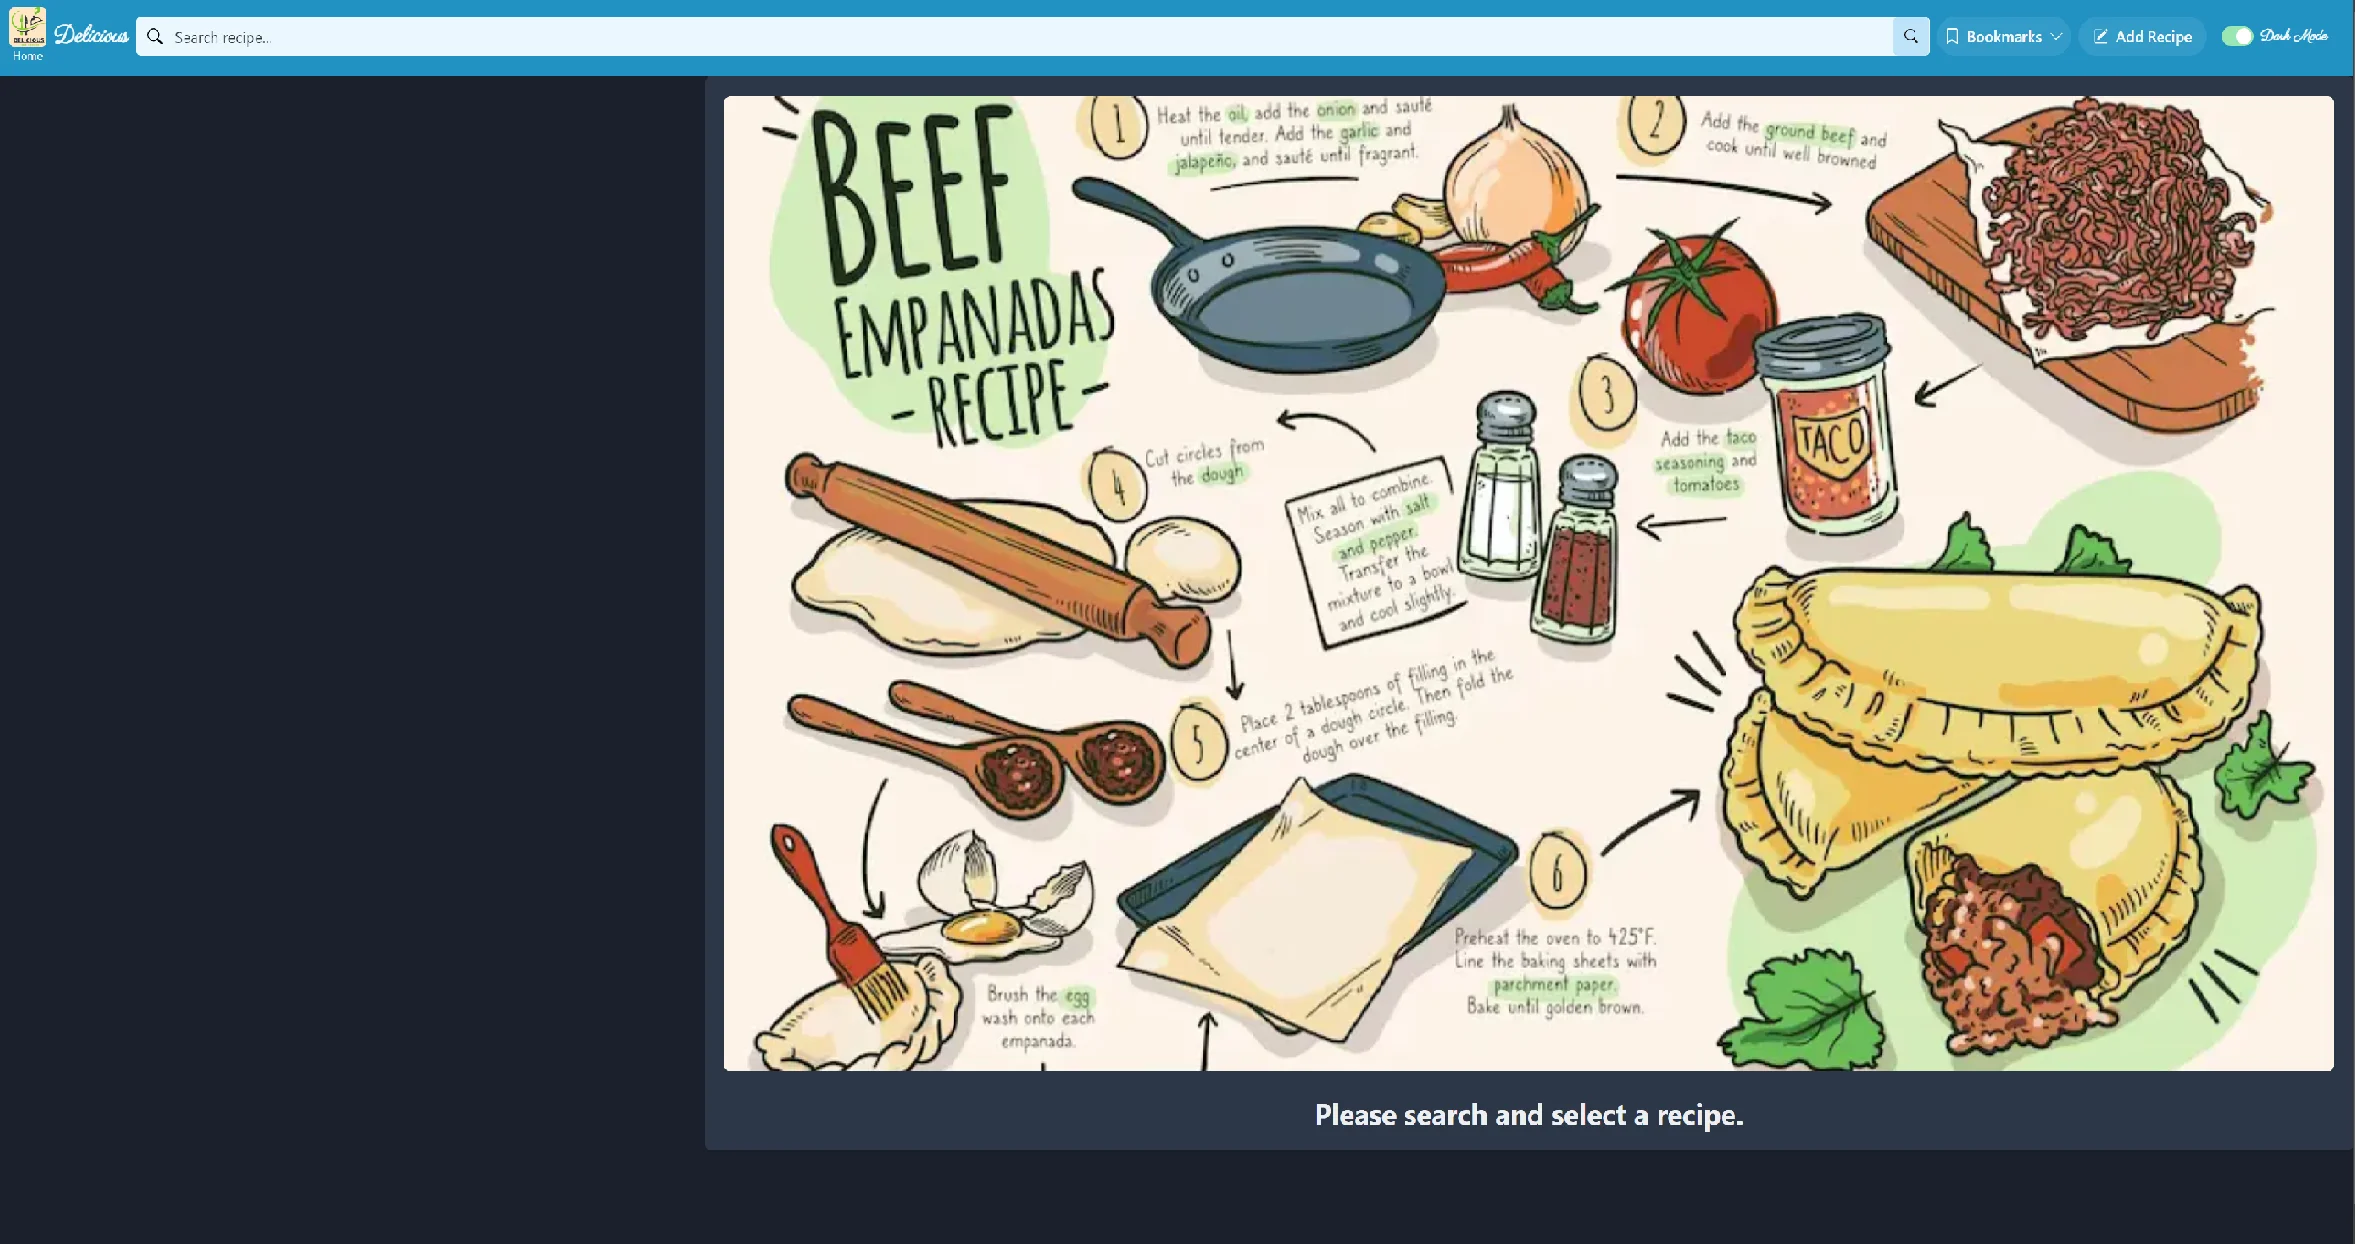 DELICIOUS
Home
Delicious
Search recipe...
Bookmarks
Add Recipe
Dark Mode
BEEF
EMPANADAS
- RECIPE -
1
Heat the oil, add the onion and sauté
until tender. Add the garlic and
jalapeño, and sauté until fragrant.
2
Add the ground beef and
cook until well browned
3
Add the taco
seasoning and
tomatoes
TACO
Mix all to combine.
Season with salt
and pepper.
Transfer the
mixture to a bowl
and cool slightly.
4
Cut circles from
the dough
5
Place 2 tablespoons of filling in the
center of a dough circle. Then fold the
dough over the filling.
Brush the egg
wash onto each
empanada.
6
Preheat the oven to 425°F.
Line the baking sheets with
parchment paper.
Bake until golden brown.
Please search and select a recipe.